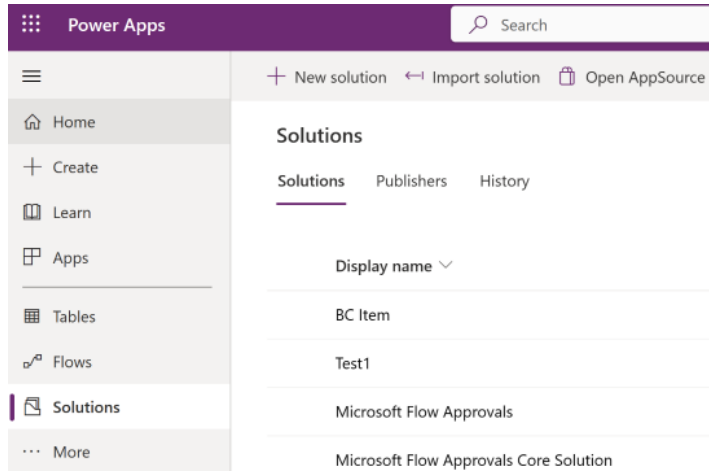 Power Apps
Search
New solution
Import solution
Open AppSource
Home
Create
Learn
Apps
Tables
Flows
Solutions
More
Solutions
Solutions
Publishers
History
Display name
BC Item
Test1
Microsoft Flow Approvals
Microsoft Flow Approvals Core Solution